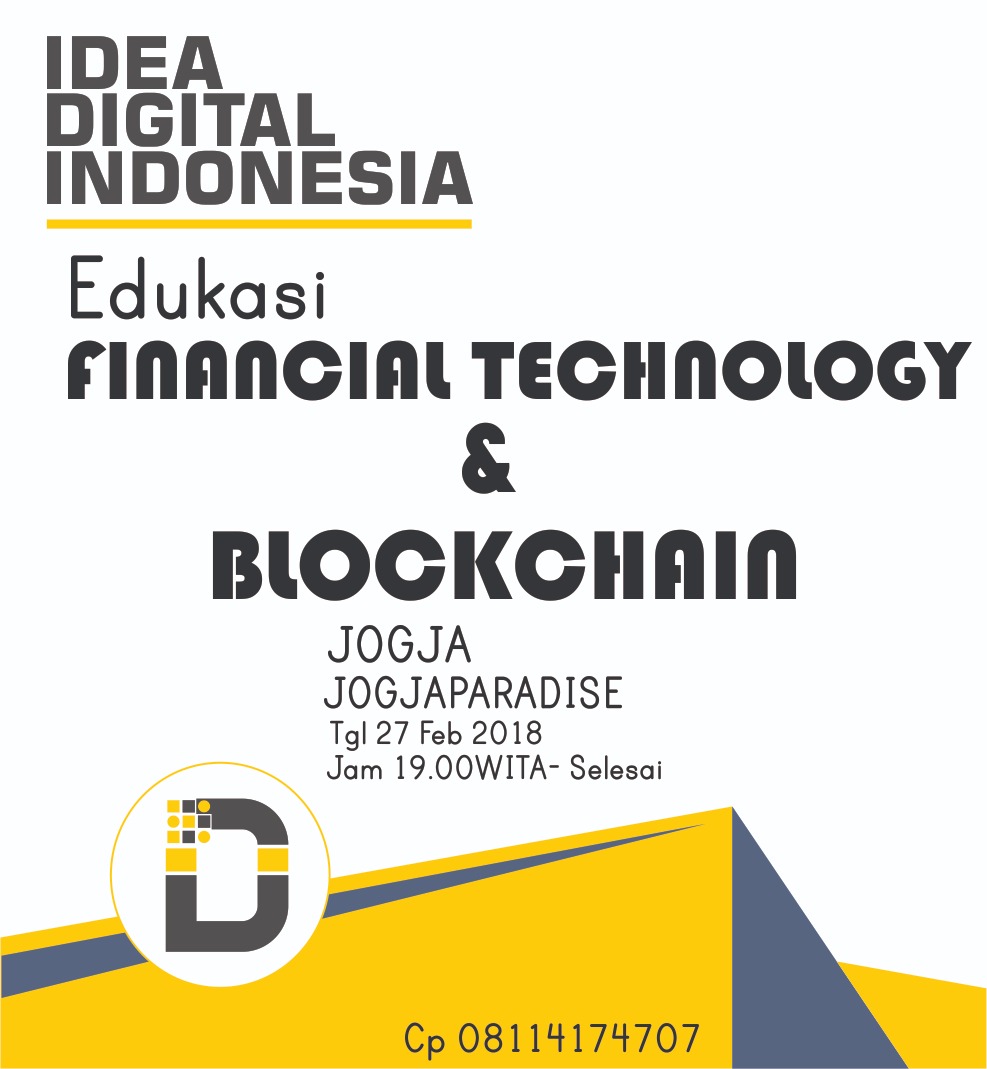 IDEA
DIGITAL
INDONESIA
Edukasi
FINANCIAL TECHNOLOGY
&
BLOCKCHAIN
JOGJA
JOGJAPARADISE
Tgl 27 Feb 2018
Jam 19.00WITA- Selesai
D
Cp 08114174707